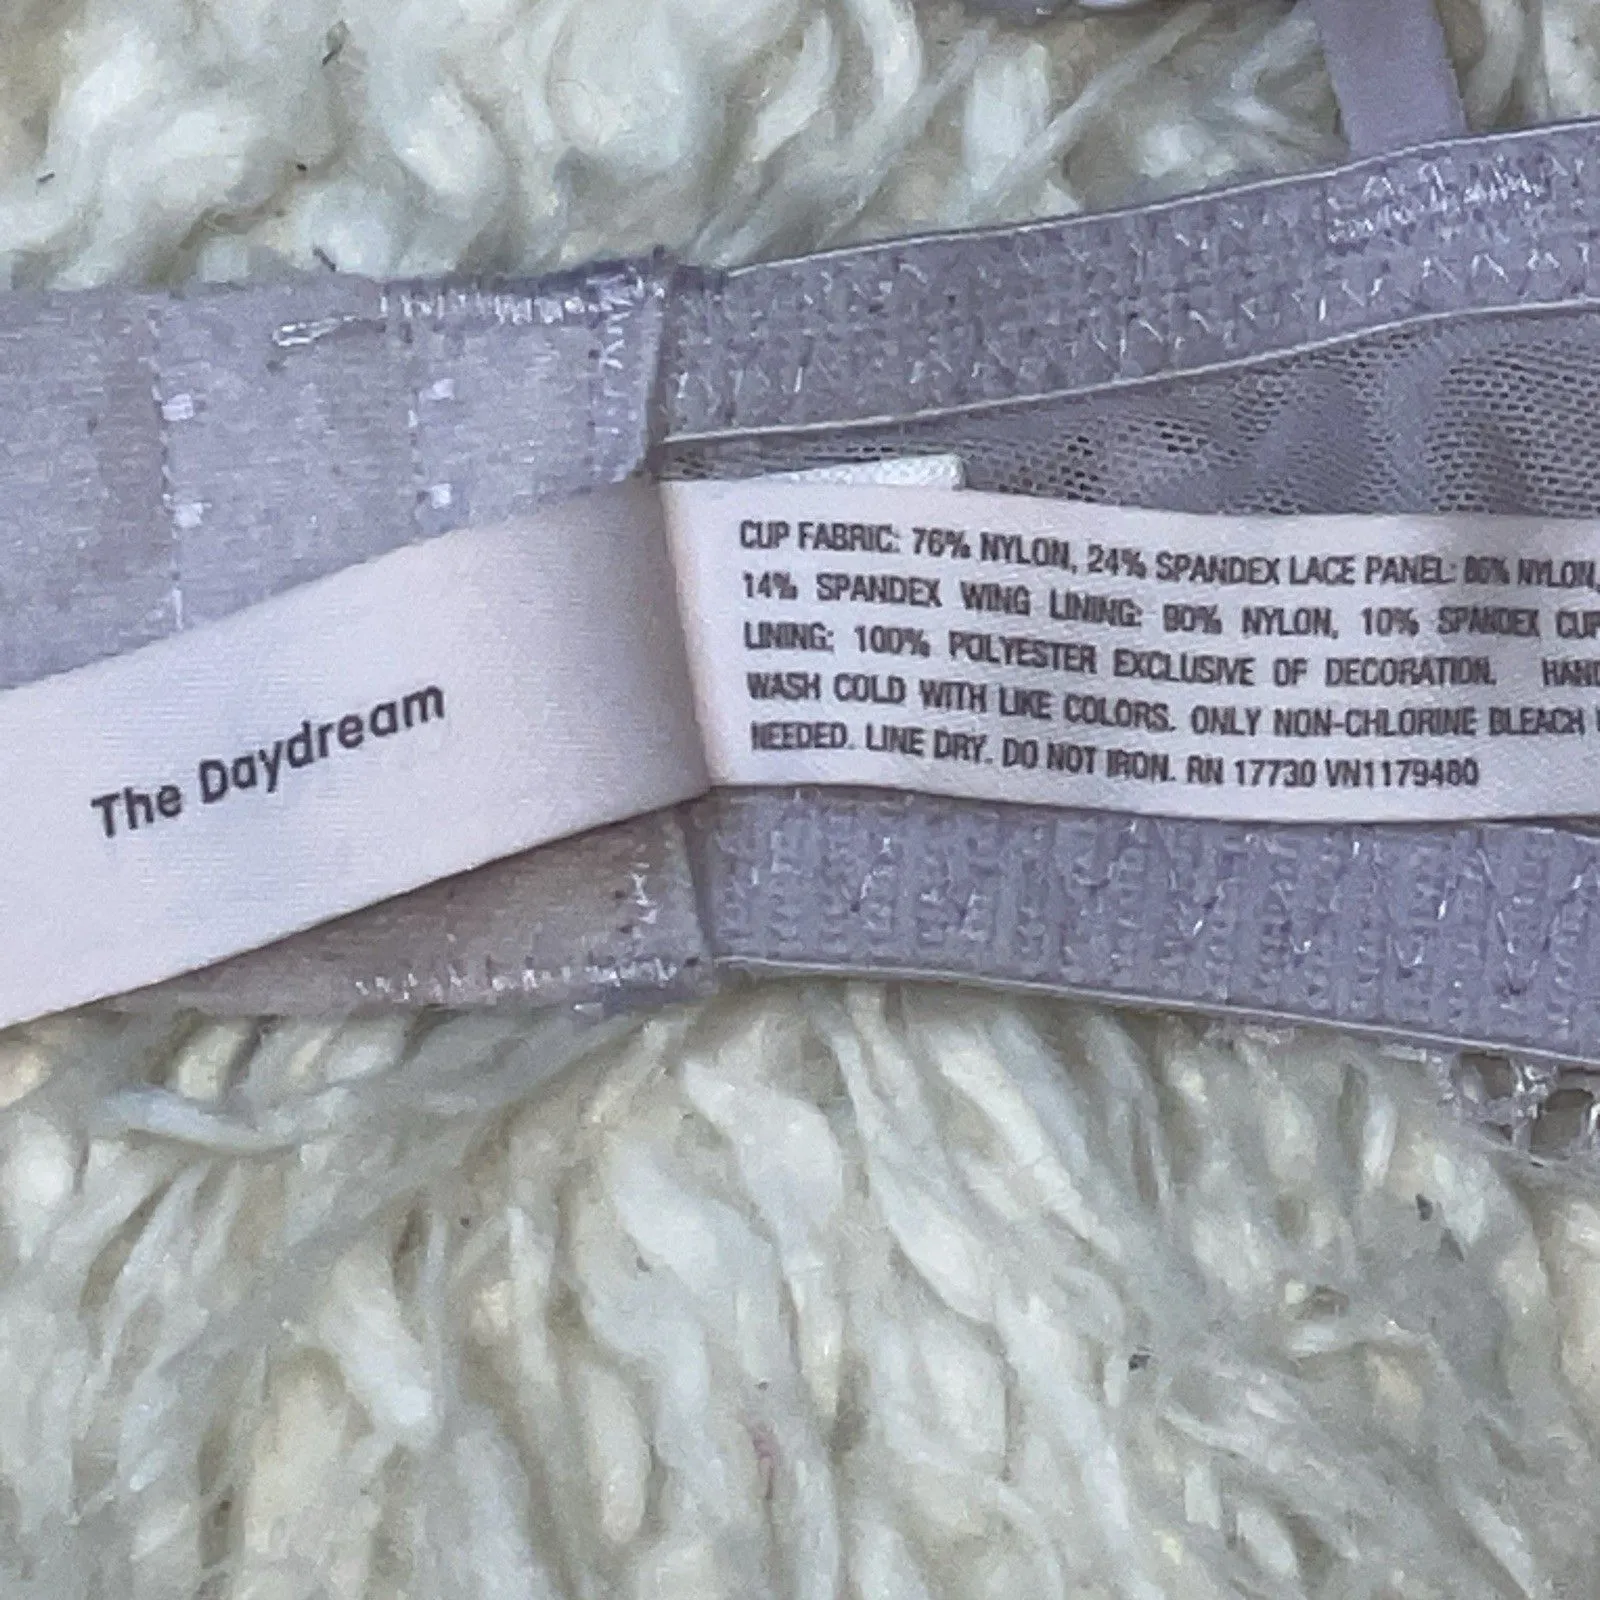 The Daydream
CUP FABRIC: 76% NYLON, 24% SPANDEX LACE PANEL: 86% NYLON,
14% SPANDEX WING LINING: 90% NYLON, 10% SPANDEX CUP
LINING: 100% POLYESTER EXCLUSIVE OF DECORATION. HAND
WASH COLD WITH LIKE COLORS. ONLY NON-CHLORINE BLEACH
NEEDED. LINE DRY. DO NOT IRON. RN 17730 VN1179480